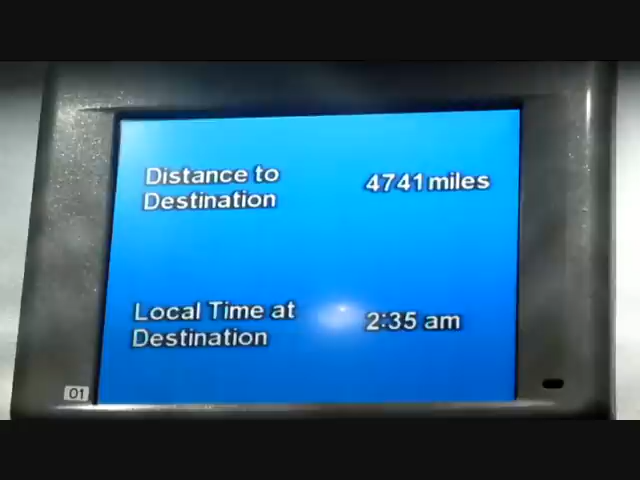 Distance to
Destination
4741 miles
Local Time at
Destination
2:35 am
01